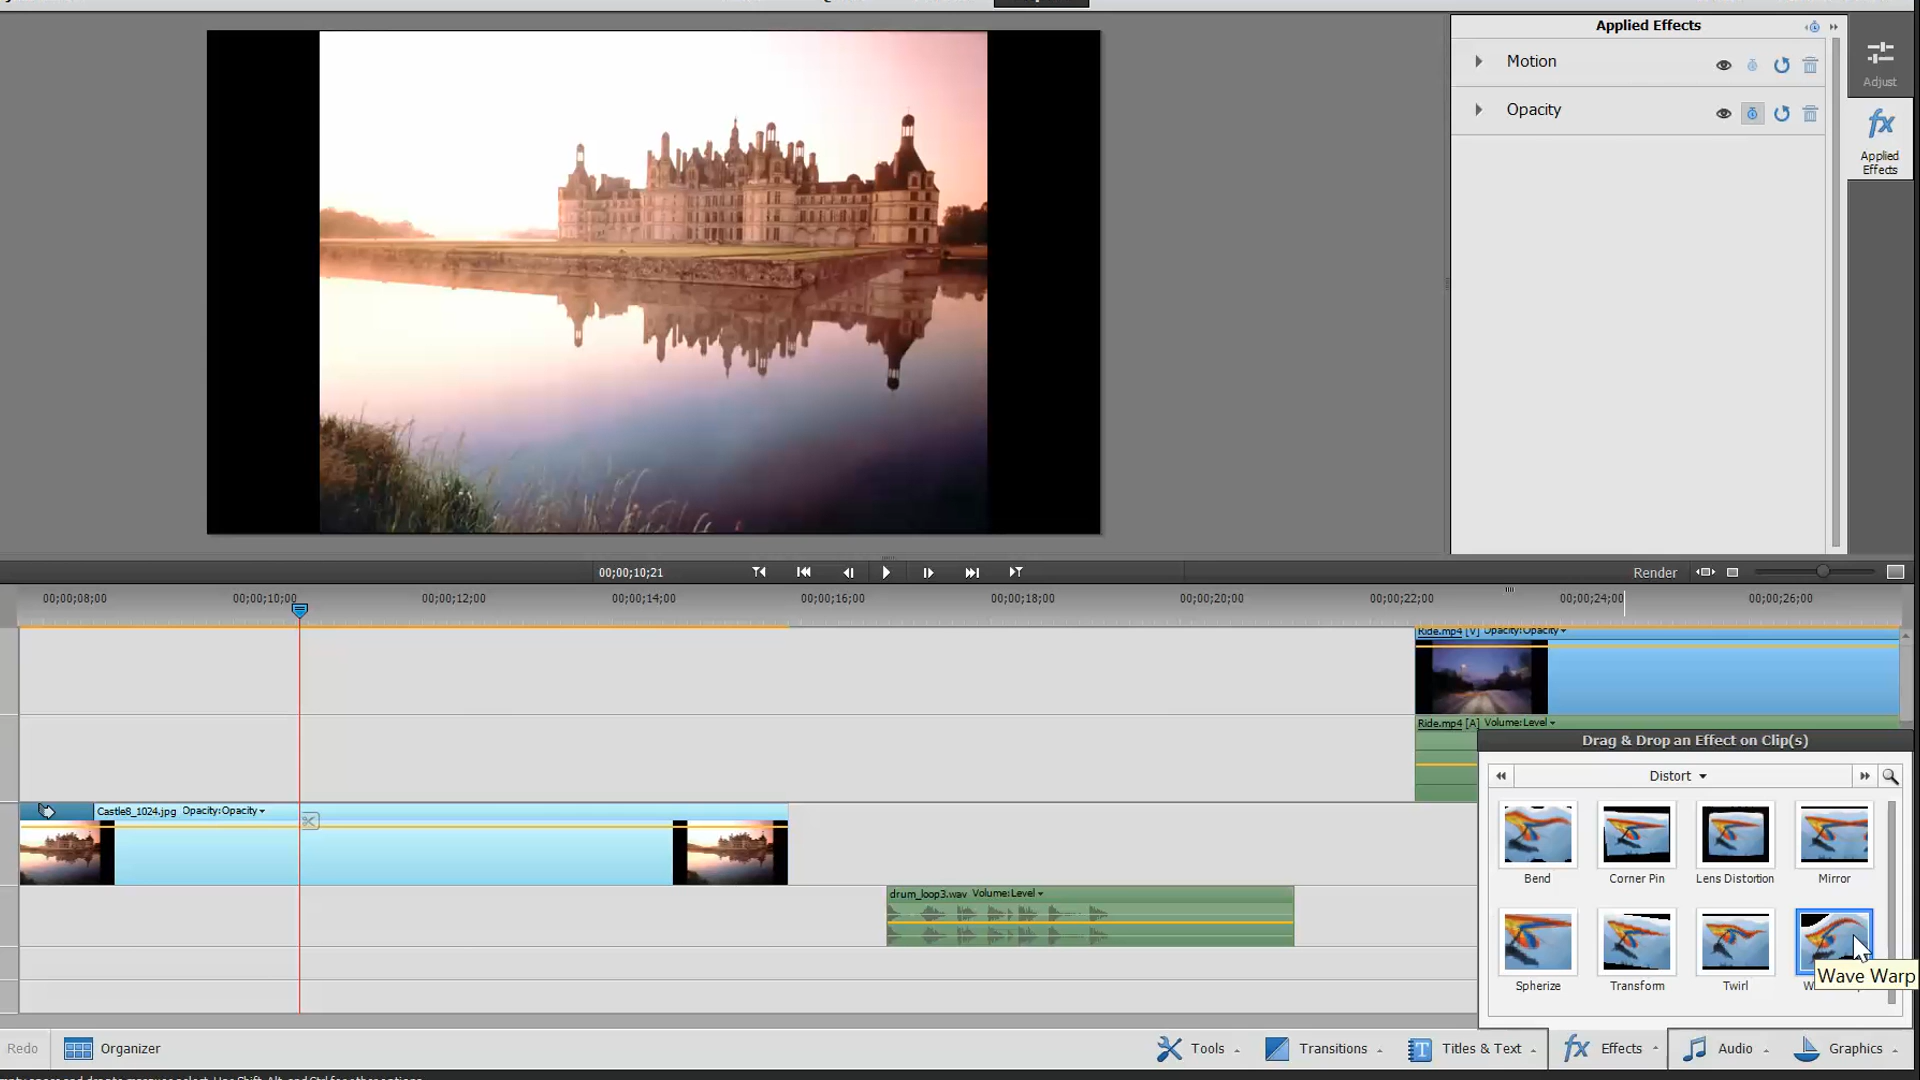 Applied Effects
Motion
Opacity
Adjust
fx
Applied
Effects
00;00;10;21
Render
00;00;08;00
00;00;10;00
00;00;12;00
00;00;14;00
00;00;16;00
00;00;18;00
00;00;20;00
00;00;22;00
00;00;24;00
00;00;26;00
Ride.mp4 [V] Opacity:Opacity
Ride.mp4 [A] Volume:Level
Drag & Drop an Effect on Clip(s)
Distort
Castle8_1024.jpg Opacity:Opacity
Bend
Corner Pin
Lens Distortion
Mirror
drum_loop3.wav Volume:Level
Spherize
Transform
Twirl
Wave Warp
Redo
Organizer
Tools
Transitions
T
Titles & Text
fx
Effects
Audio
Graphics